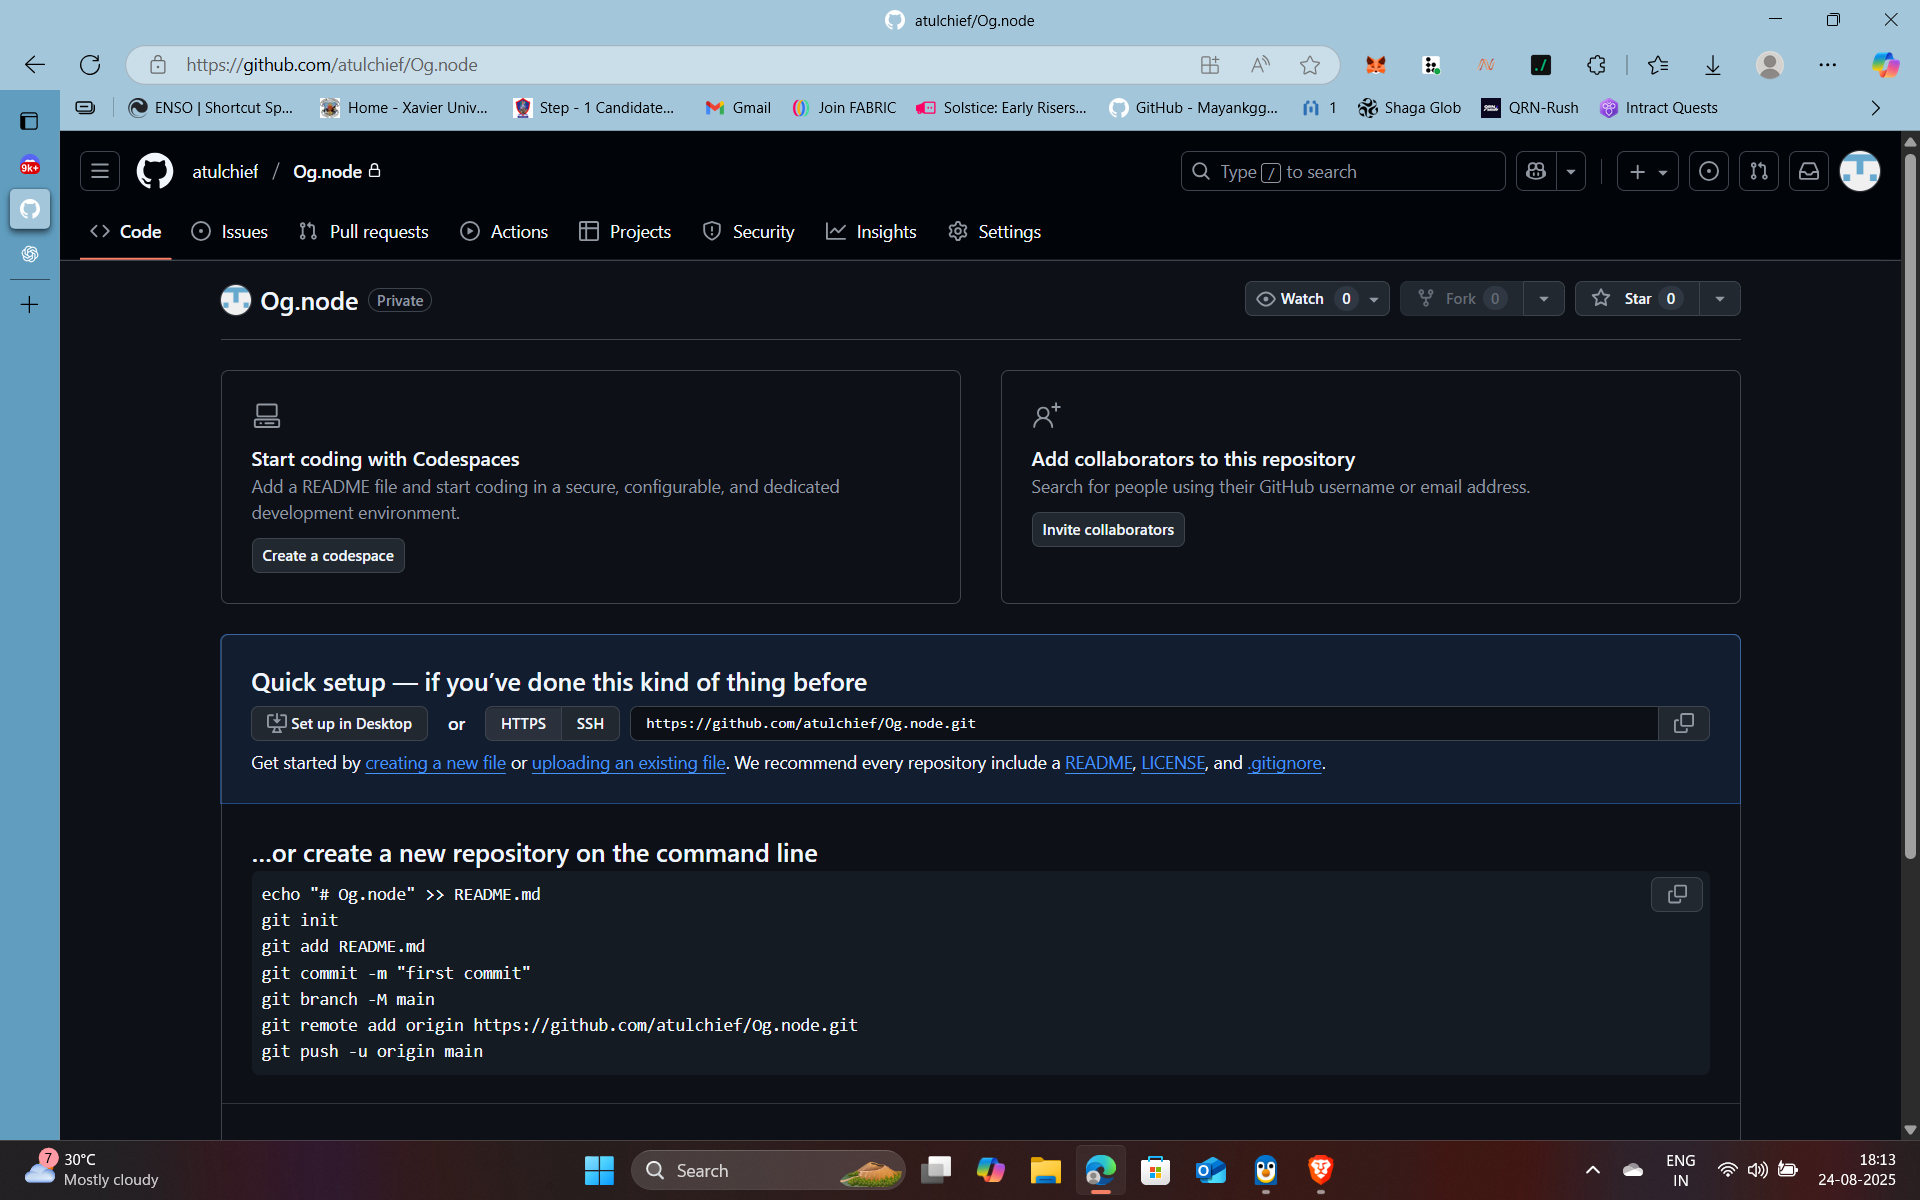 atulchief/Og.node
https://github.com/atulchief/Og.node
ENSO | Shortcut Sp...
Home - Xavier Univ...
Step - 1 Candidate...
Gmail
Join FABRIC
Solstice: Early Risers...
GitHub - Mayankgg...
1
Shaga Glob
QRN-Rush
Intract Quests
9k+
atulchief / Og.node
Type / to search
Code
Issues
Pull requests
Actions
Projects
Security
Insights
Settings
Og.node Private
Watch 0
Fork 0
Star 0
Start coding with Codespaces
Add a README file and start coding in a secure, configurable, and dedicated
development environment.
Create a codespace
Add collaborators to this repository
Search for people using their GitHub username or email address.
Invite collaborators
Quick setup — if you’ve done this kind of thing before
Set up in Desktop or HTTPS SSH https://github.com/atulchief/Og.node.git
Get started by creating a new file or uploading an existing file. We recommend every repository include a README, LICENSE, and .gitignore.
...or create a new repository on the command line
echo "# Og.node" >> README.md
git init
git add README.md
git commit -m "first commit"
git branch -M main
git remote add origin https://github.com/atulchief/Og.node.git
git push -u origin main
7
30°C
Mostly cloudy
Search
ENG
IN
18:13
24-08-2025